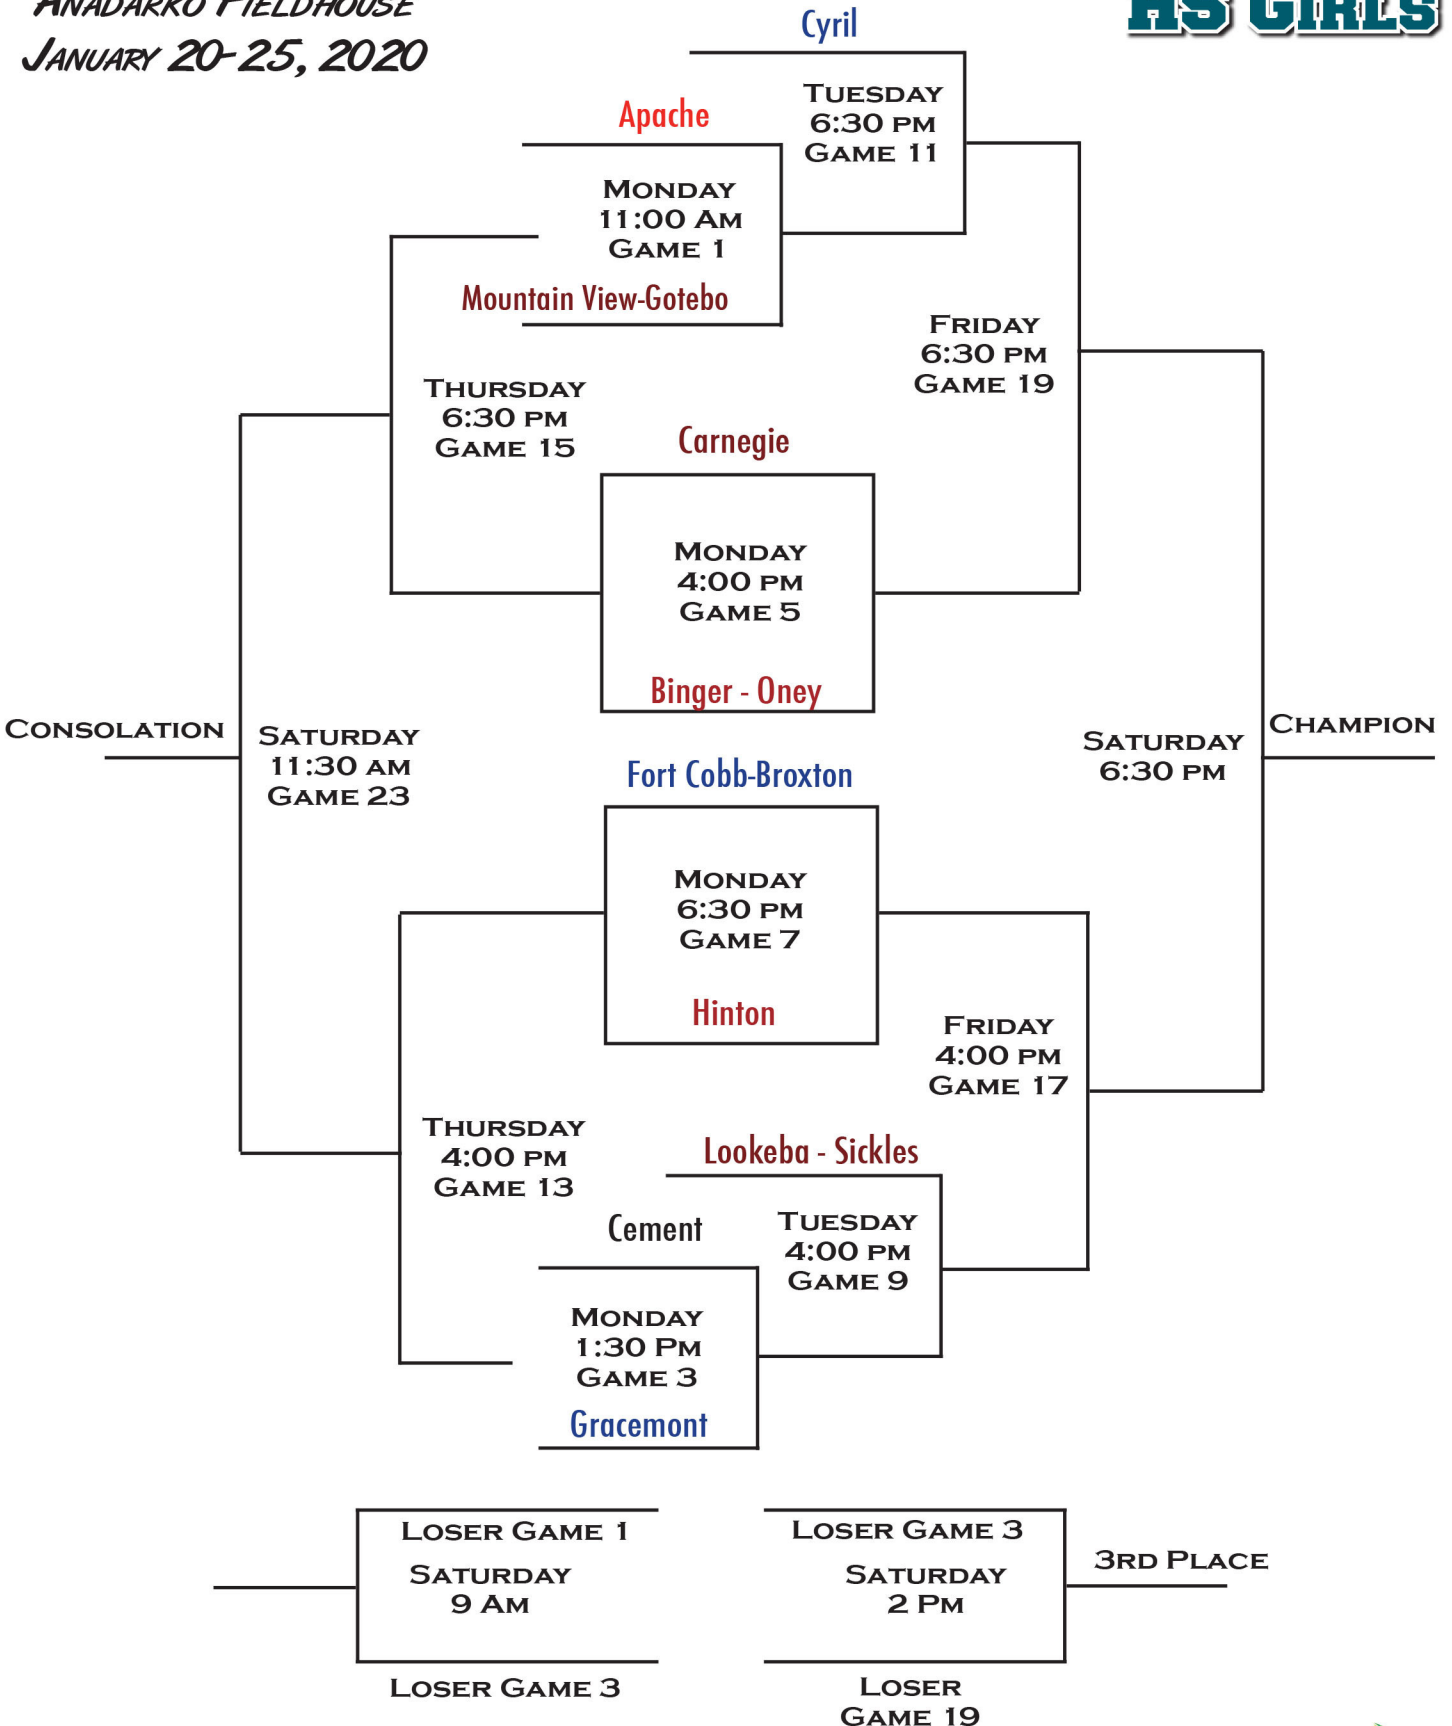 ANADARKO FIELDHOUSE
JANUARY 20-25, 2020
HS GIRLS
Cyril
TUESDAY
6:30 PM
GAME 11
Apache
MONDAY
11:00 AM
GAME 1
Mountain View-Gotebo
FRIDAY
6:30 PM
GAME 19
THURSDAY
6:30 PM
GAME 15
Carnegie
MONDAY
4:00 PM
GAME 5
Binger - Oney
CONSOLATION
SATURDAY
11:30 AM
GAME 23
SATURDAY
6:30 PM
CHAMPION
Fort Cobb-Broxton
MONDAY
6:30 PM
GAME 7
Hinton
FRIDAY
4:00 PM
GAME 17
THURSDAY
4:00 PM
GAME 13
Lookeba - Sickles
TUESDAY
4:00 PM
GAME 9
Cement
MONDAY
1:30 PM
GAME 3
Gracemont
LOSER GAME 1
SATURDAY
9 AM
LOSER GAME 3
LOSER GAME 3
SATURDAY
2 PM
3RD PLACE
LOSER
GAME 19